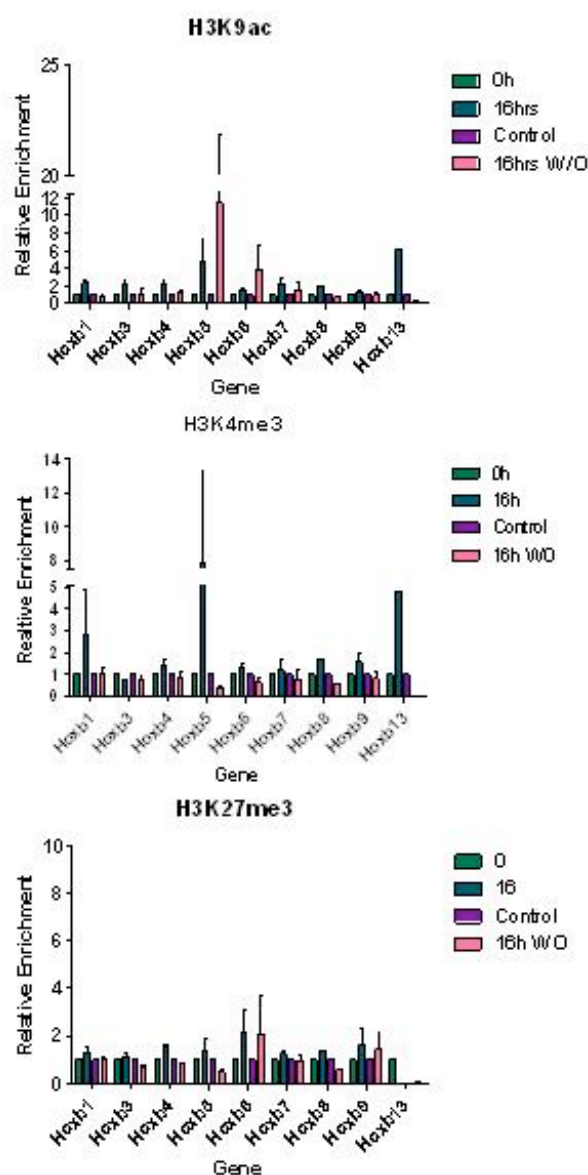 H3K9ac
Relative Enrichment
25
20
12
10
8
6
4
2
0
Hoxb1
Hoxb3
Hoxb4
Hoxb5
Hoxb6
Hoxb7
Hoxb8
Hoxb9
Hoxb13
Gene
0h
16hrs
Control
16hrs W/O
H3K4me3
Realtive Enrichment
14
12
10
8
5
4
3
2
1
0
Hoxb1
Hoxb3
Hoxb4
Hoxb5
Hoxb6
Hoxb7
Hoxb8
Hoxb9
Hoxb13
Gene
0h
16h
Control
16h WO
H3K27me3
Relative Enrichment
10
8
6
4
2
0
Hoxb1
Hoxb3
Hoxb4
Hoxb5
Hoxb6
Hoxb7
Hoxb8
Hoxb9
Hoxb13
Gene
0
16
Control
16h WO